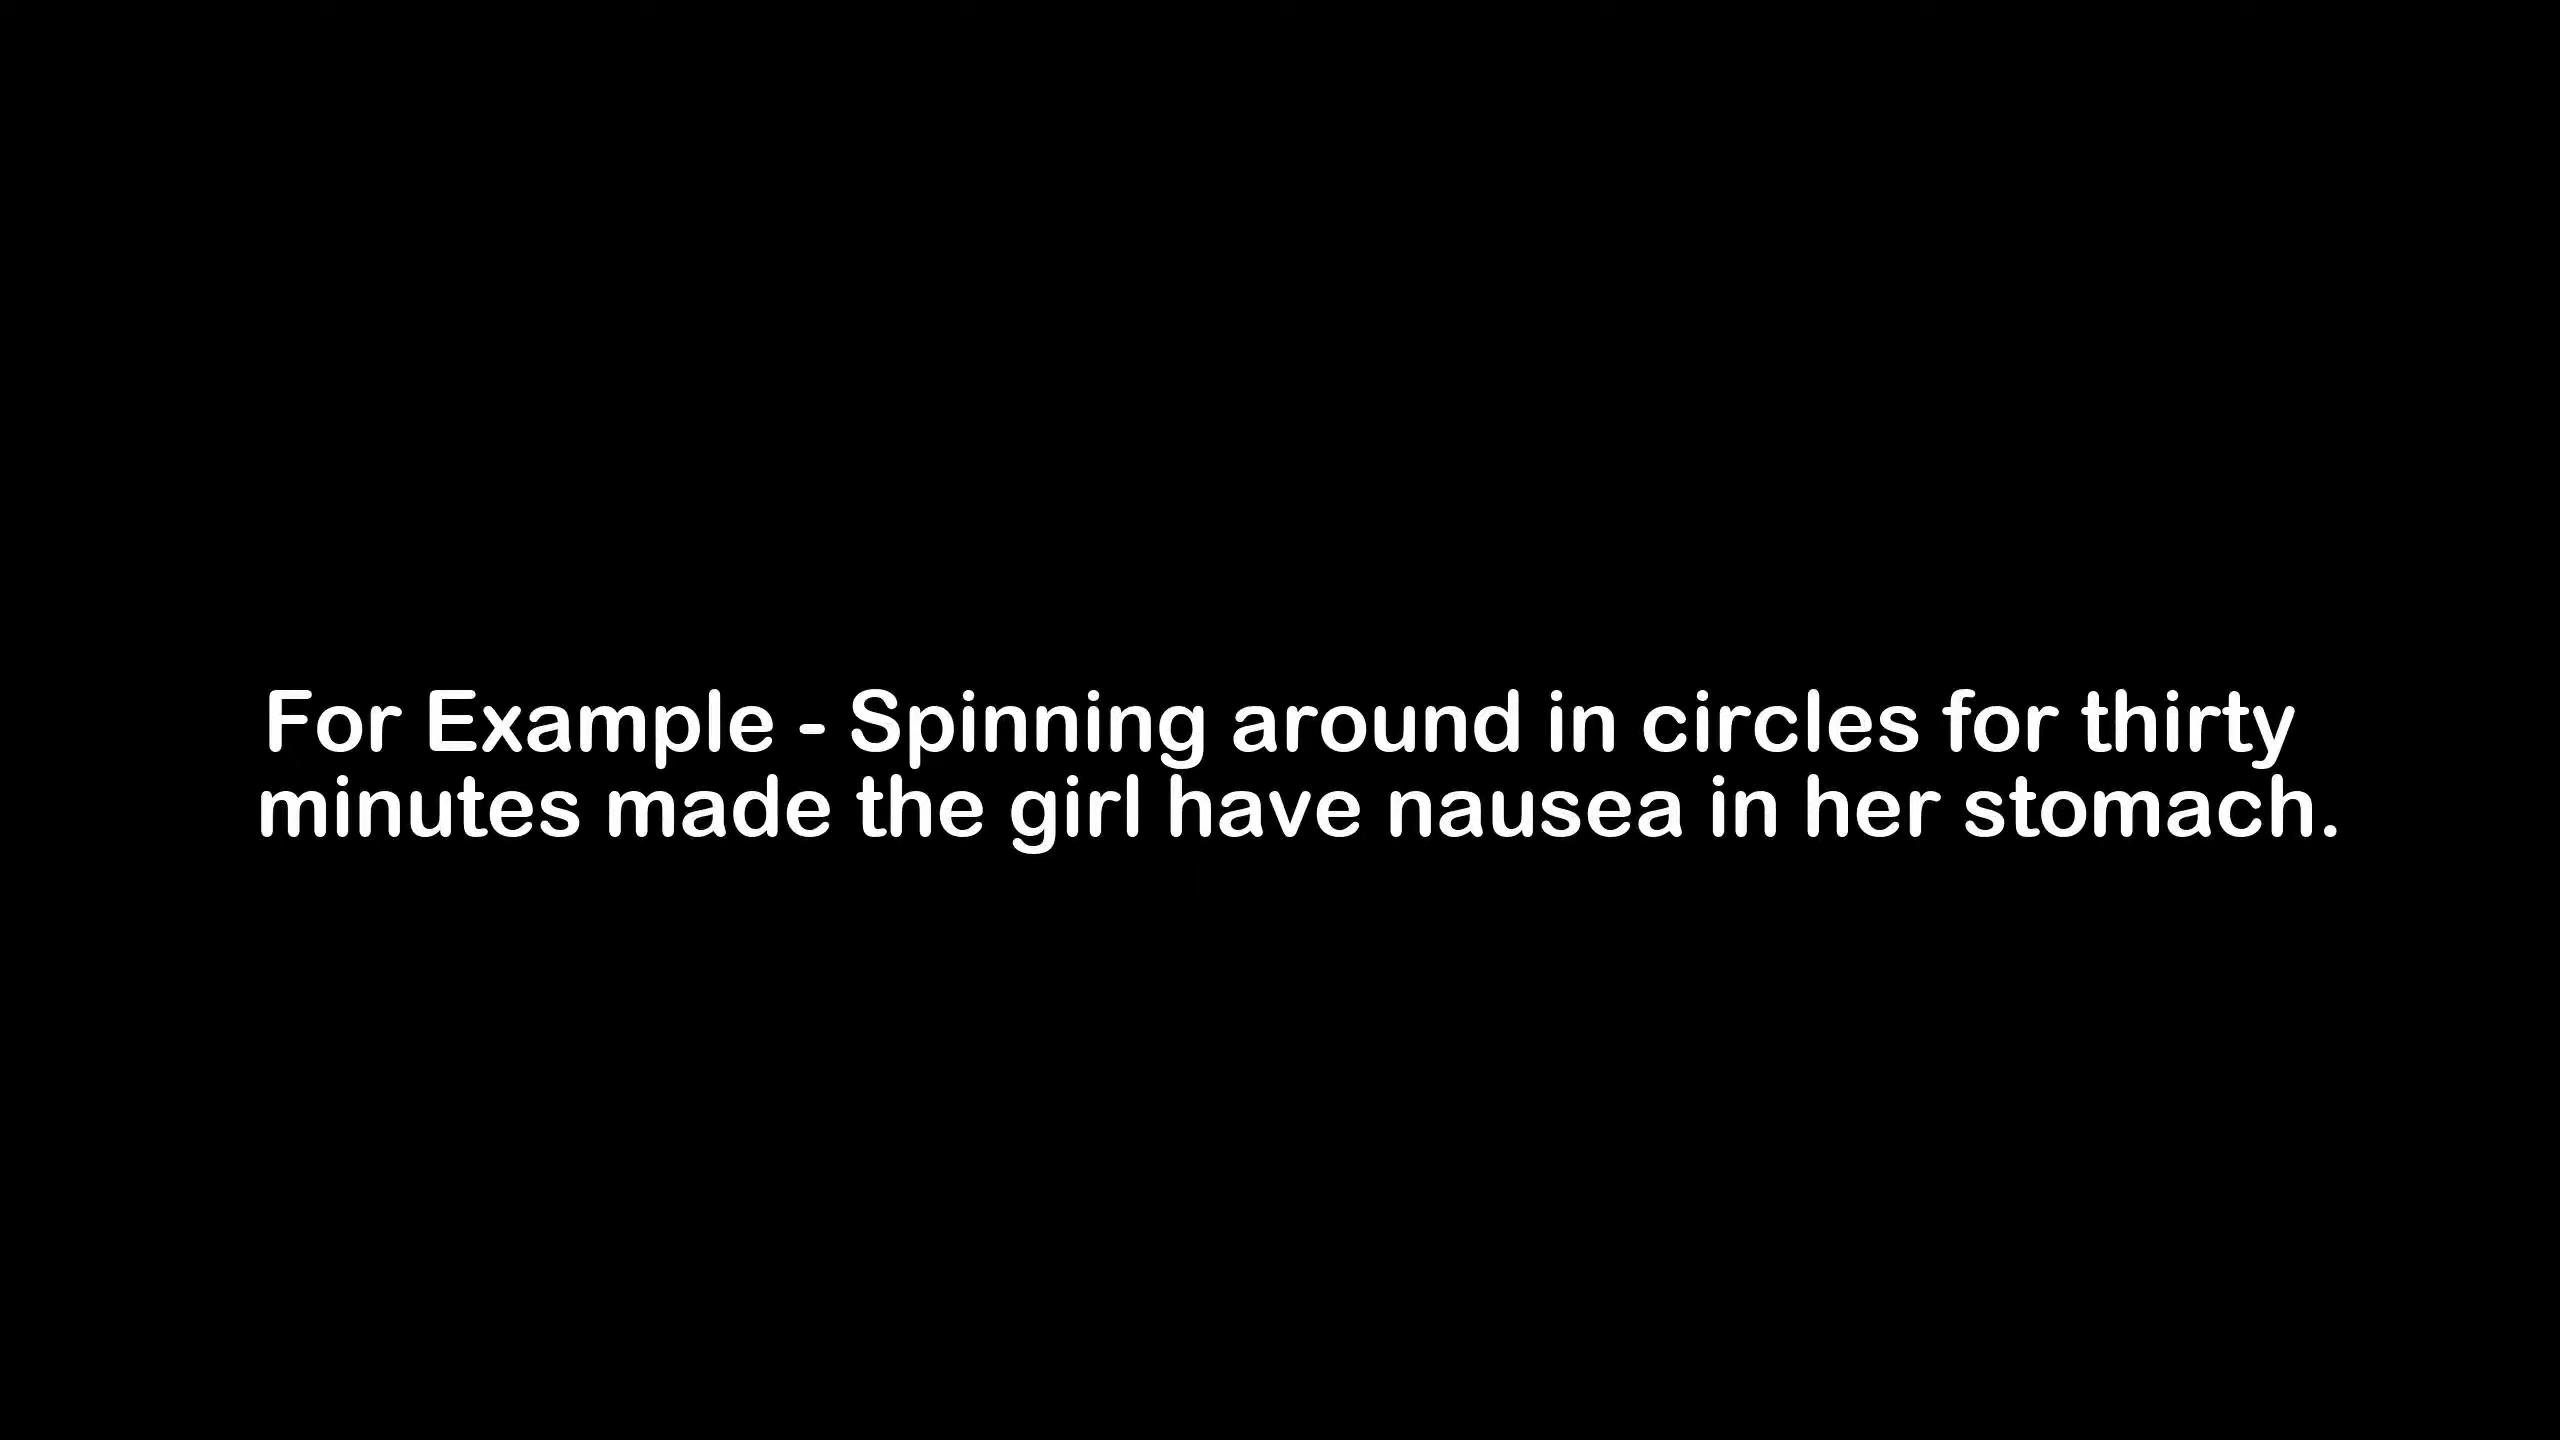 For Example - Spinning around in circles for thirty
minutes made the girl have nausea in her stomach.